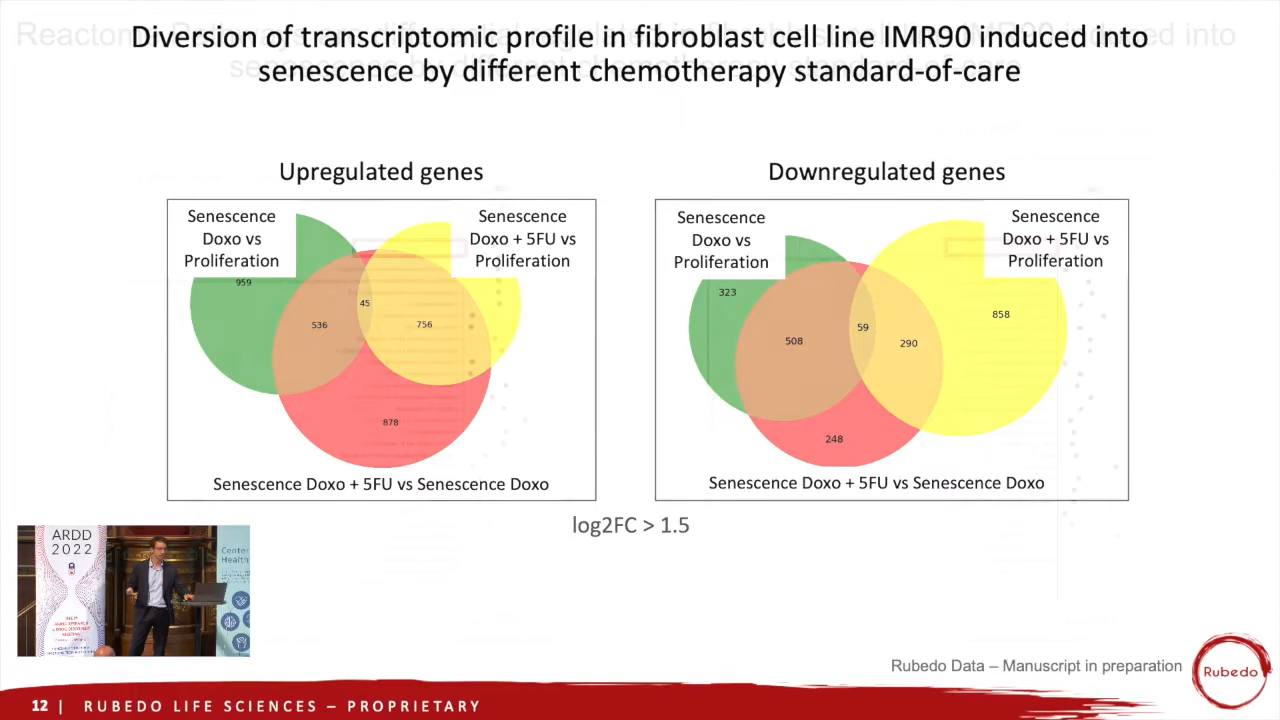 Diversion of transcriptomic profile in fibroblast cell line IMR90 induced into
senescence by different chemotherapy standard-of-care
Upregulated genes
Senescence
Doxo vs
Proliferation
Senescence
Doxo + 5FU vs
Proliferation
959
45
536
756
878
Senescence Doxo + 5FU vs Senescence Doxo
Downregulated genes
Senescence
Doxo vs
Proliferation
Senescence
Doxo + 5FU vs
Proliferation
323
858
59
508
290
248
Senescence Doxo + 5FU vs Senescence Doxo
log2FC > 1.5
ARDD
2022
Center
Health
Rubedo Data – Manuscript in preparation
Rubedo
12 | RUBEDO LIFE SCIENCES – PROPRIETARY